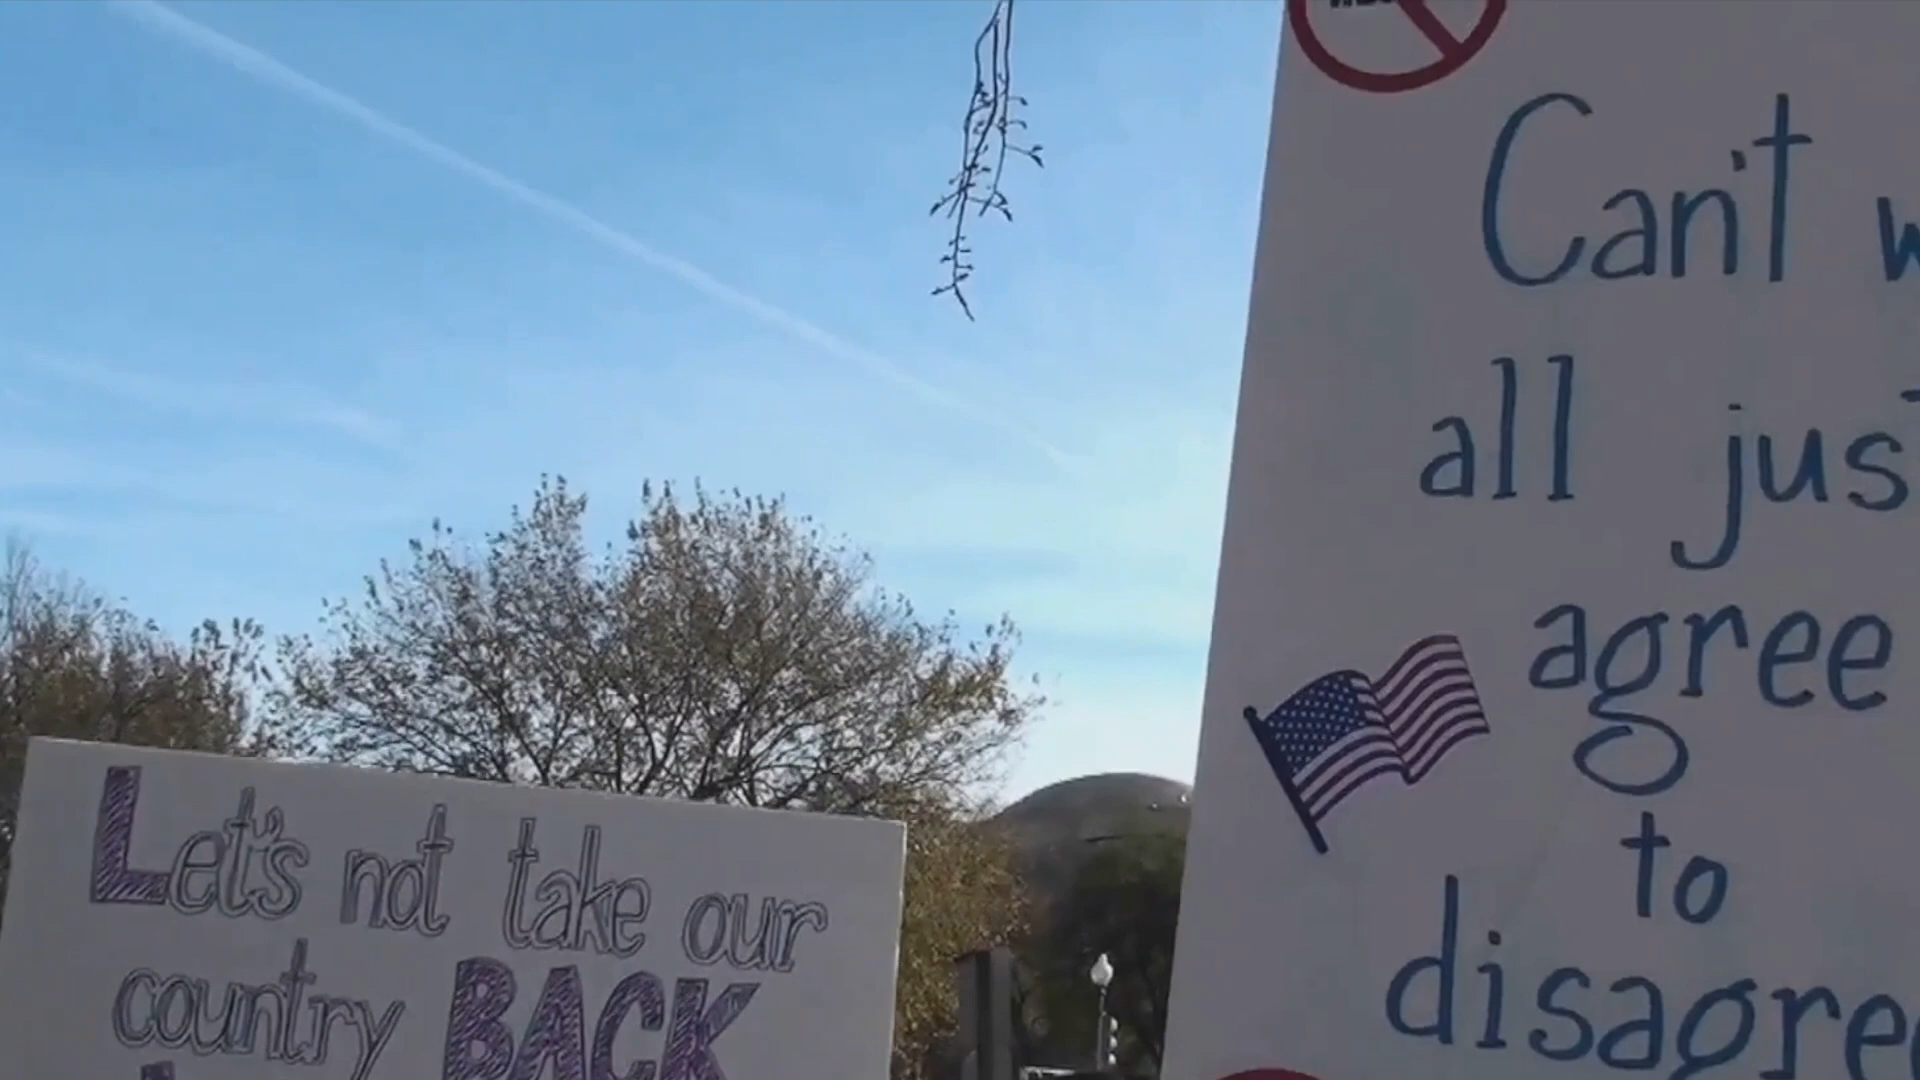 Let's not take our
country BACK
Can't w
all jus
agree
to
disagre